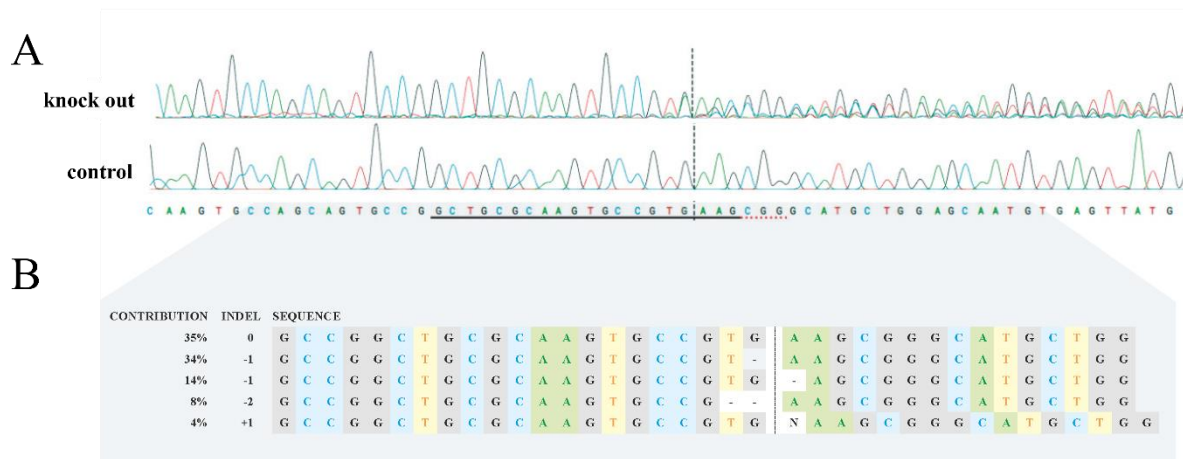 A
knock out
control
C A A G T G C C A G C A G T G C C G G C T G C G C A A G T G C C G T G A A G C G G G C A T G C T G G A G C A A T G T G A G T T A T G
B
CONTRIBUTION INDEL SEQUENCE
35% 0 G C C G G C T G C G C A A G T G C C G T G A A G C G G G C A T G C T G G
34% -1 G C C G G C T G C G C A A G T G C C G T - A A G C G G G C A T G C T G G
14% -1 G C C G G C T G C G C A A G T G C C G T G - A G C G G G C A T G C T G G
8% -2 G C C G G C T G C G C A A G T G C C G - - A A G C G G G C A T G C T G G
4% +1 G C C G G C T G C G C A A G T G C C G T G N A A G C G G G C A T G C T G G